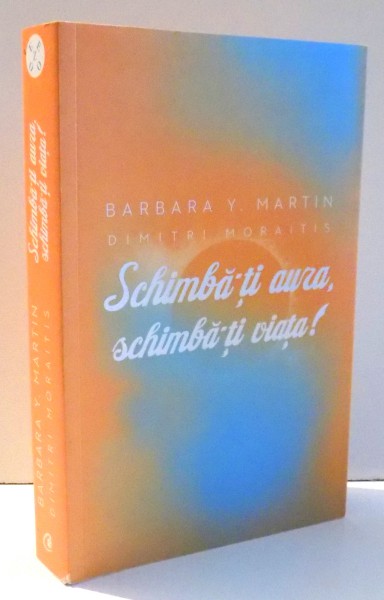 BARBARA Y. MARTIN
DIMITRI MORAITIS
Schimbă-ți aura,
schimbă-ți viața!
Schimbă-ți aura,
schimbă-ți viața!
BARBARA Y. MARTIN
DIMITRI MORAITIS